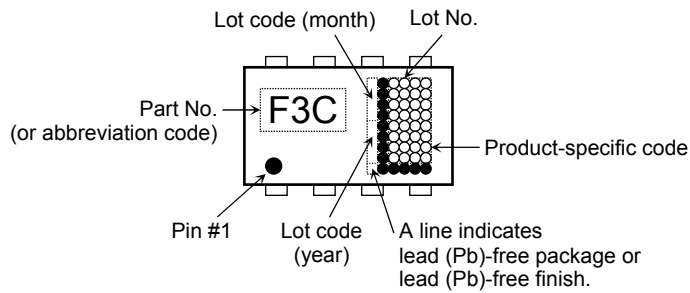 Lot code (month)
Lot No.
Part No.
(or abbreviation code)
F3C
Product-specific code
Pin #1
Lot code
(year)
A line indicates
lead (Pb)-free package or
lead (Pb)-free finish.